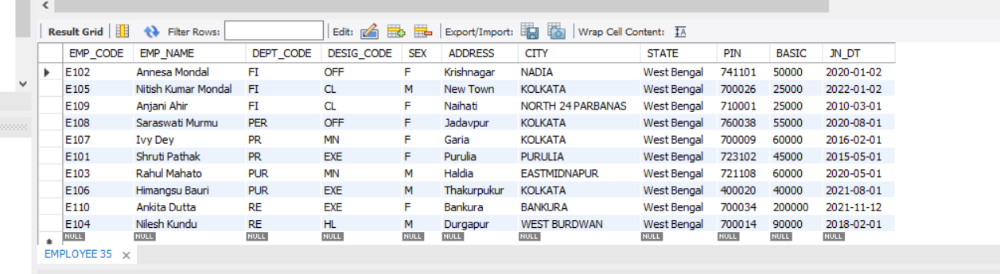 Result Grid Filter Rows: Edit: Export/Import: Wrap Cell Content:
EMP_CODE EMP_NAME DEPT_CODE DESIG_CODE SEX ADDRESS CITY STATE PIN BASIC JN_DT
E102 Annesa Mondal FI OFF F Krishnagar NADIA West Bengal 741101 50000 2020-01-02
E105 Nitish Kumar Mondal FI CL M New Town KOLKATA West Bengal 700026 25000 2022-01-02
E109 Anjani Ahir FI CL F Naihati NORTH 24 PARBANAS West Bengal 710001 25000 2010-03-01
E108 Saraswati Murmu PER OFF F Jadavpur KOLKATA West Bengal 760038 55000 2020-08-01
E107 Ivy Dey PR MN F Garia KOLKATA West Bengal 700009 60000 2016-02-01
E101 Shruti Pathak PR EXE F Purulia PURULIA West Bengal 723102 45000 2015-05-01
E103 Rahul Mahato PUR MN M Haldia EASTMIDNAPUR West Bengal 721108 60000 2020-05-01
E106 Himangsu Bauri PUR EXE M Thakurpukur KOLKATA West Bengal 400020 40000 2021-08-01
E110 Ankita Dutta RE EXE F Bankura BANKURA West Bengal 700034 200000 2021-11-12
E104 Nilesh Kundu RE HL M Durgapur WEST BURDWAN West Bengal 700014 90000 2018-02-01
NULL NULL NULL NULL NULL NULL NULL NULL NULL NULL NULL
EMPLOYEE 35